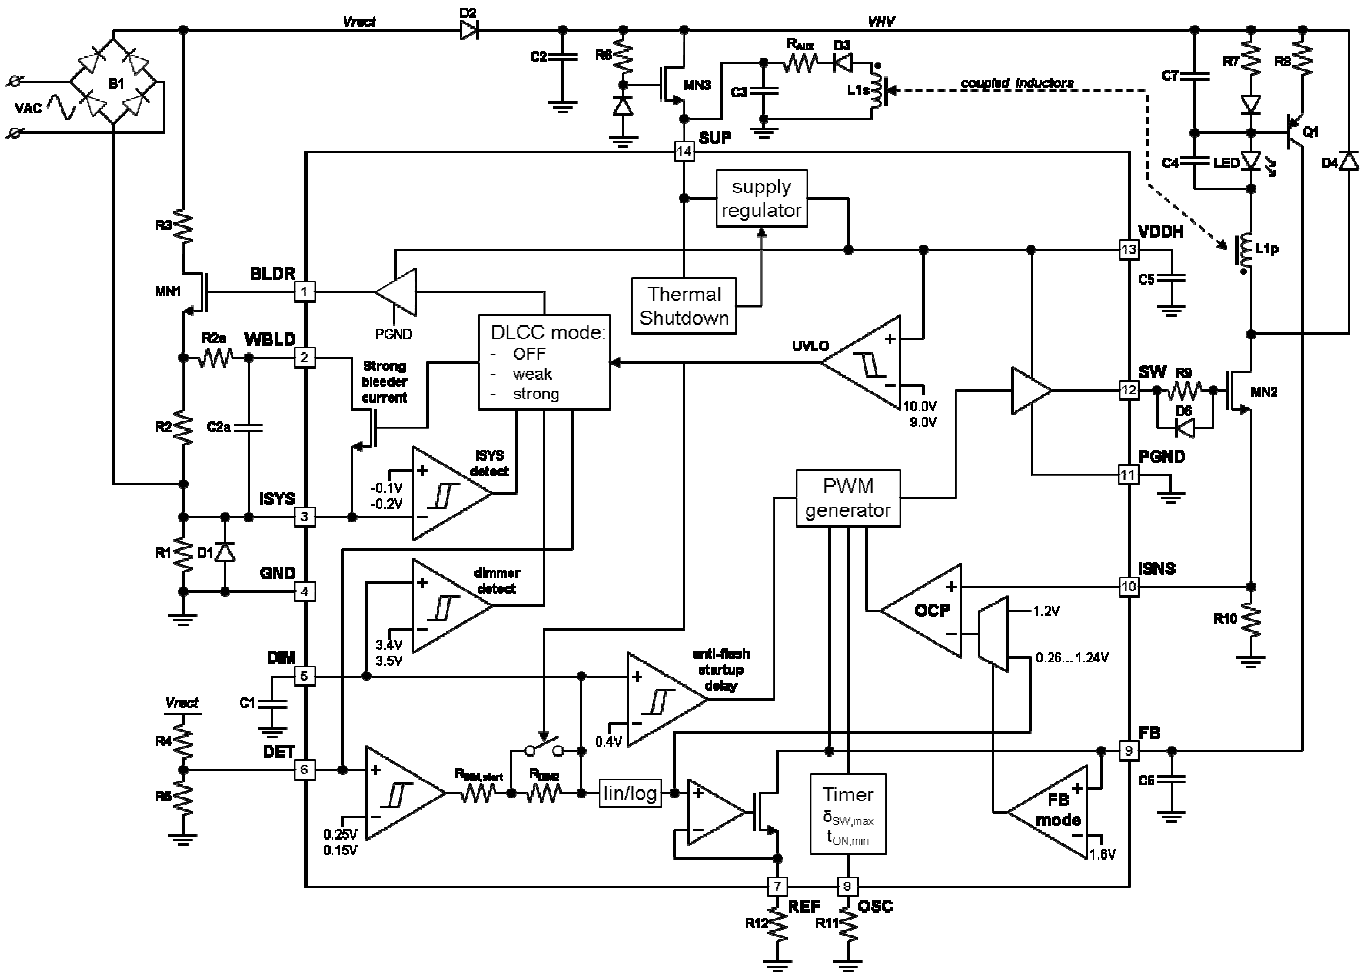 Vrect
D2
VHV
B1
VAC
C2
R6
MN3
RAUX
D3
C3
L1s
coupled inductors
C7
R7
R8
Q1
C4
LED
D4
SUP
14
supply
regulator
R3
VDDH
13
L1p
BLDR
1
MN1
PGND
Thermal
Shutdown
C5
R2a
WBLD
2
Strong
bleeder
current
DLCC mode:
- OFF
- weak
- strong
UVLO
+
-
10.0V
9.0V
SW
12
R9
D6
MN2
R2
C2a
ISYS
detect
+
-0.1V
-0.2V
-
PWM
generator
PGND
11
ISYS
3
R1
D1
GND
4
dimmer
detect
+
-
3.4V
3.5V
OCP
+
-
ISNS
10
1.2V
0.26...1.24V
R10
DIM
5
C1
anti-flash
startup
delay
+
-
0.4V
Vrect
R4
DET
6
R5
+
-
0.25V
0.15V
RDIM,start
RDIM2
lin/log
+
-
Timer
δSW,max
tON,min
FB
9
C6
FB
mode
+
-
1.6V
7
REF
R12
8
OSC
R11